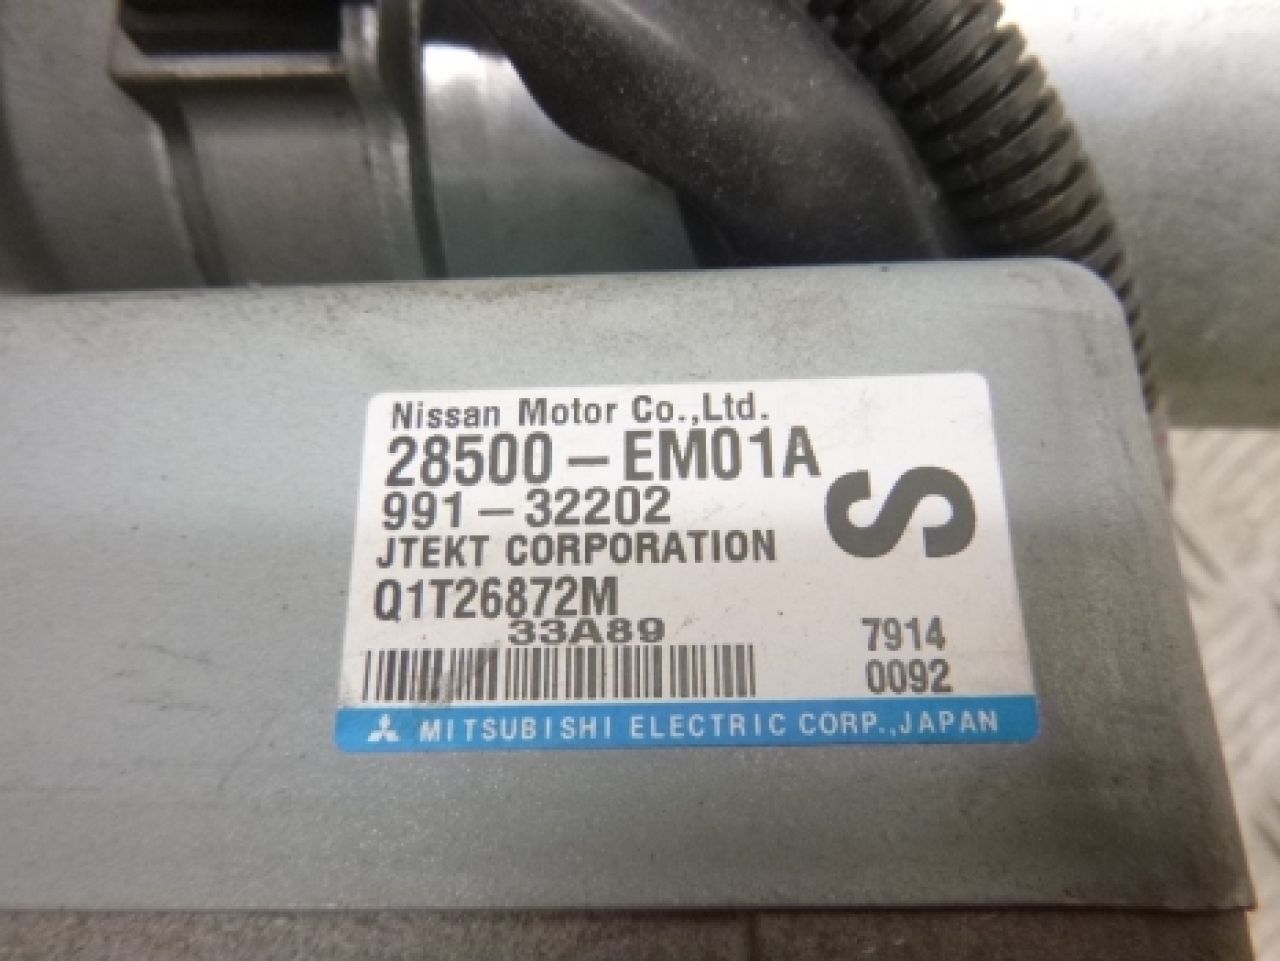 Nissan Motor Co.,Ltd.
28500-EM01A
991-32202
S
JTEKT CORPORATION
Q1T26872M
33A89
7914
0092
MITSUBISHI ELECTRIC CORP.,JAPAN